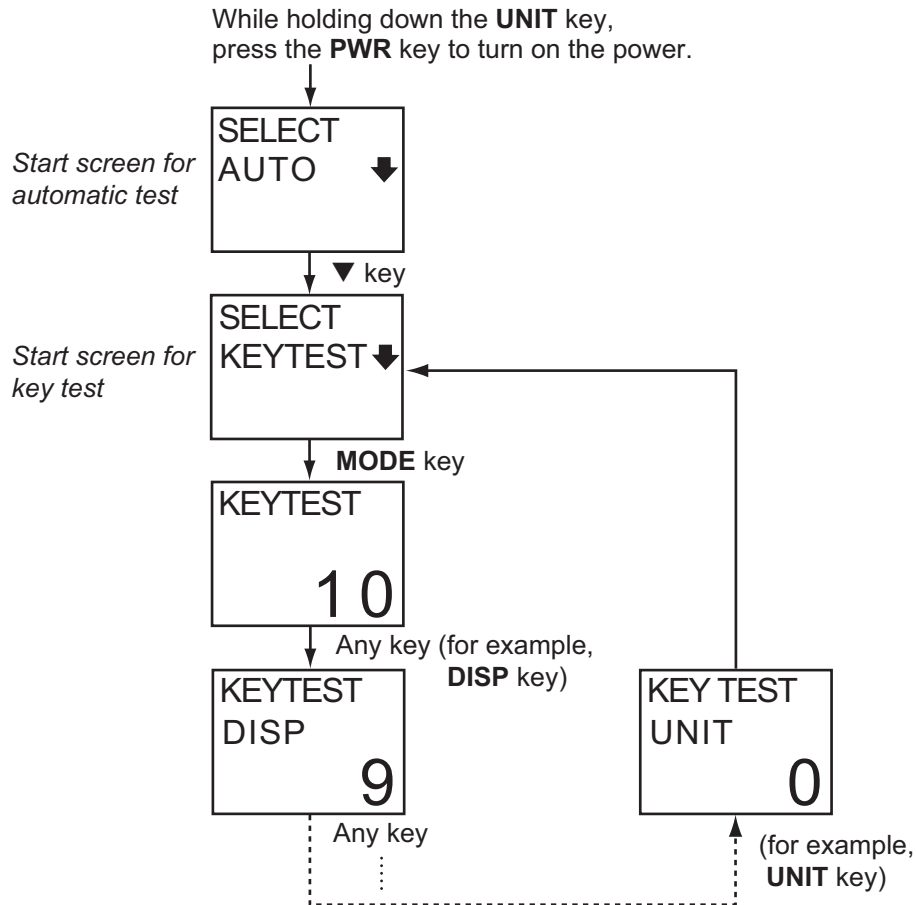 While holding down the UNIT key,
press the PWR key to turn on the power.
Start screen for
automatic test
SELECT
AUTO
▼ key
Start screen for
key test
SELECT
KEYTEST
MODE key
KEYTEST
10
Any key (for example,
DISP key)
KEYTEST
DISP
9
Any key
KEY TEST
UNIT
0
(for example,
UNIT key)